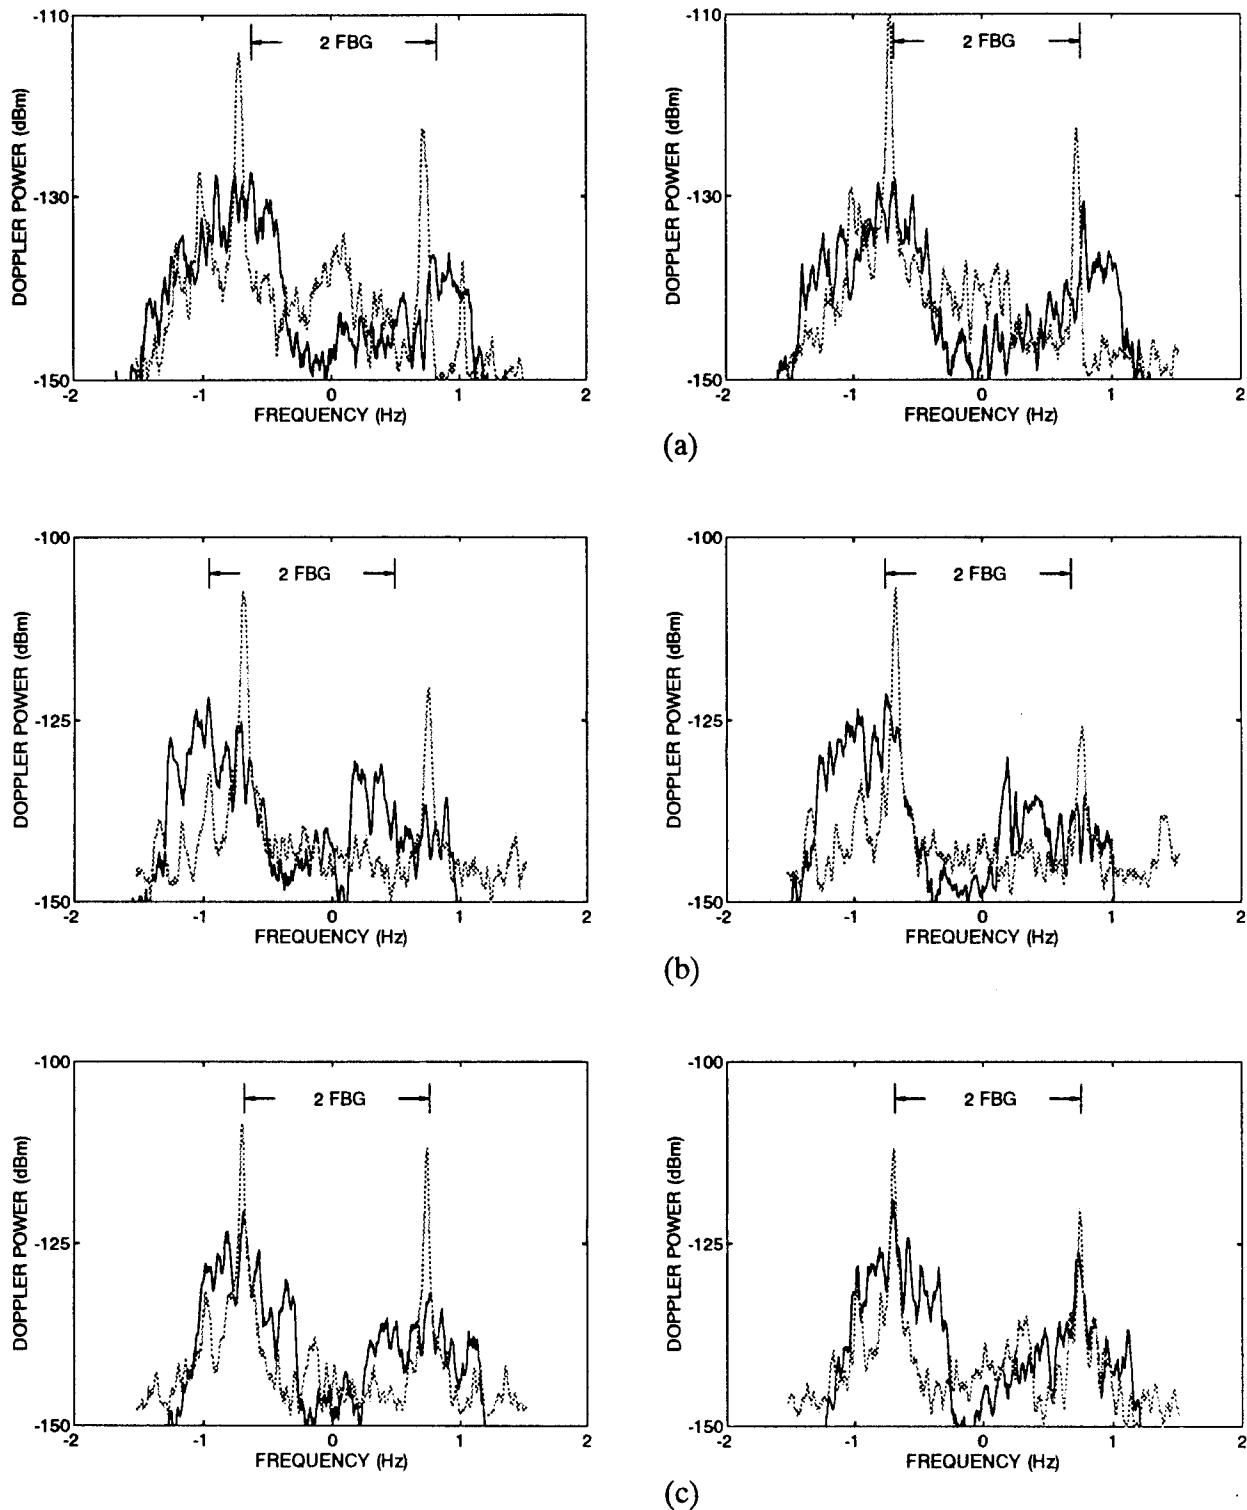 -110
-130
-150
DOPPLER POWER (dBm)
2 FBG
-2 -1 0 1 2
FREQUENCY (Hz)
-110
-110
-130
-150
DOPPLER POWER (dBm)
2 FBG
-2 -1 0 1 2
FREQUENCY (Hz)
(a)
-100
-125
-150
DOPPLER POWER (dBm)
2 FBG
-2 -1 0 1 2
FREQUENCY (Hz)
-100
-125
-150
DOPPLER POWER (dBm)
2 FBG
-2 -1 0 1 2
FREQUENCY (Hz)
(b)
-100
-125
-150
DOPPLER POWER (dBm)
2 FBG
-2 -1 0 1 2
FREQUENCY (Hz)
-100
-125
-150
DOPPLER POWER (dBm)
2 FBG
-2 -1 0 1 2
FREQUENCY (Hz)
(c)